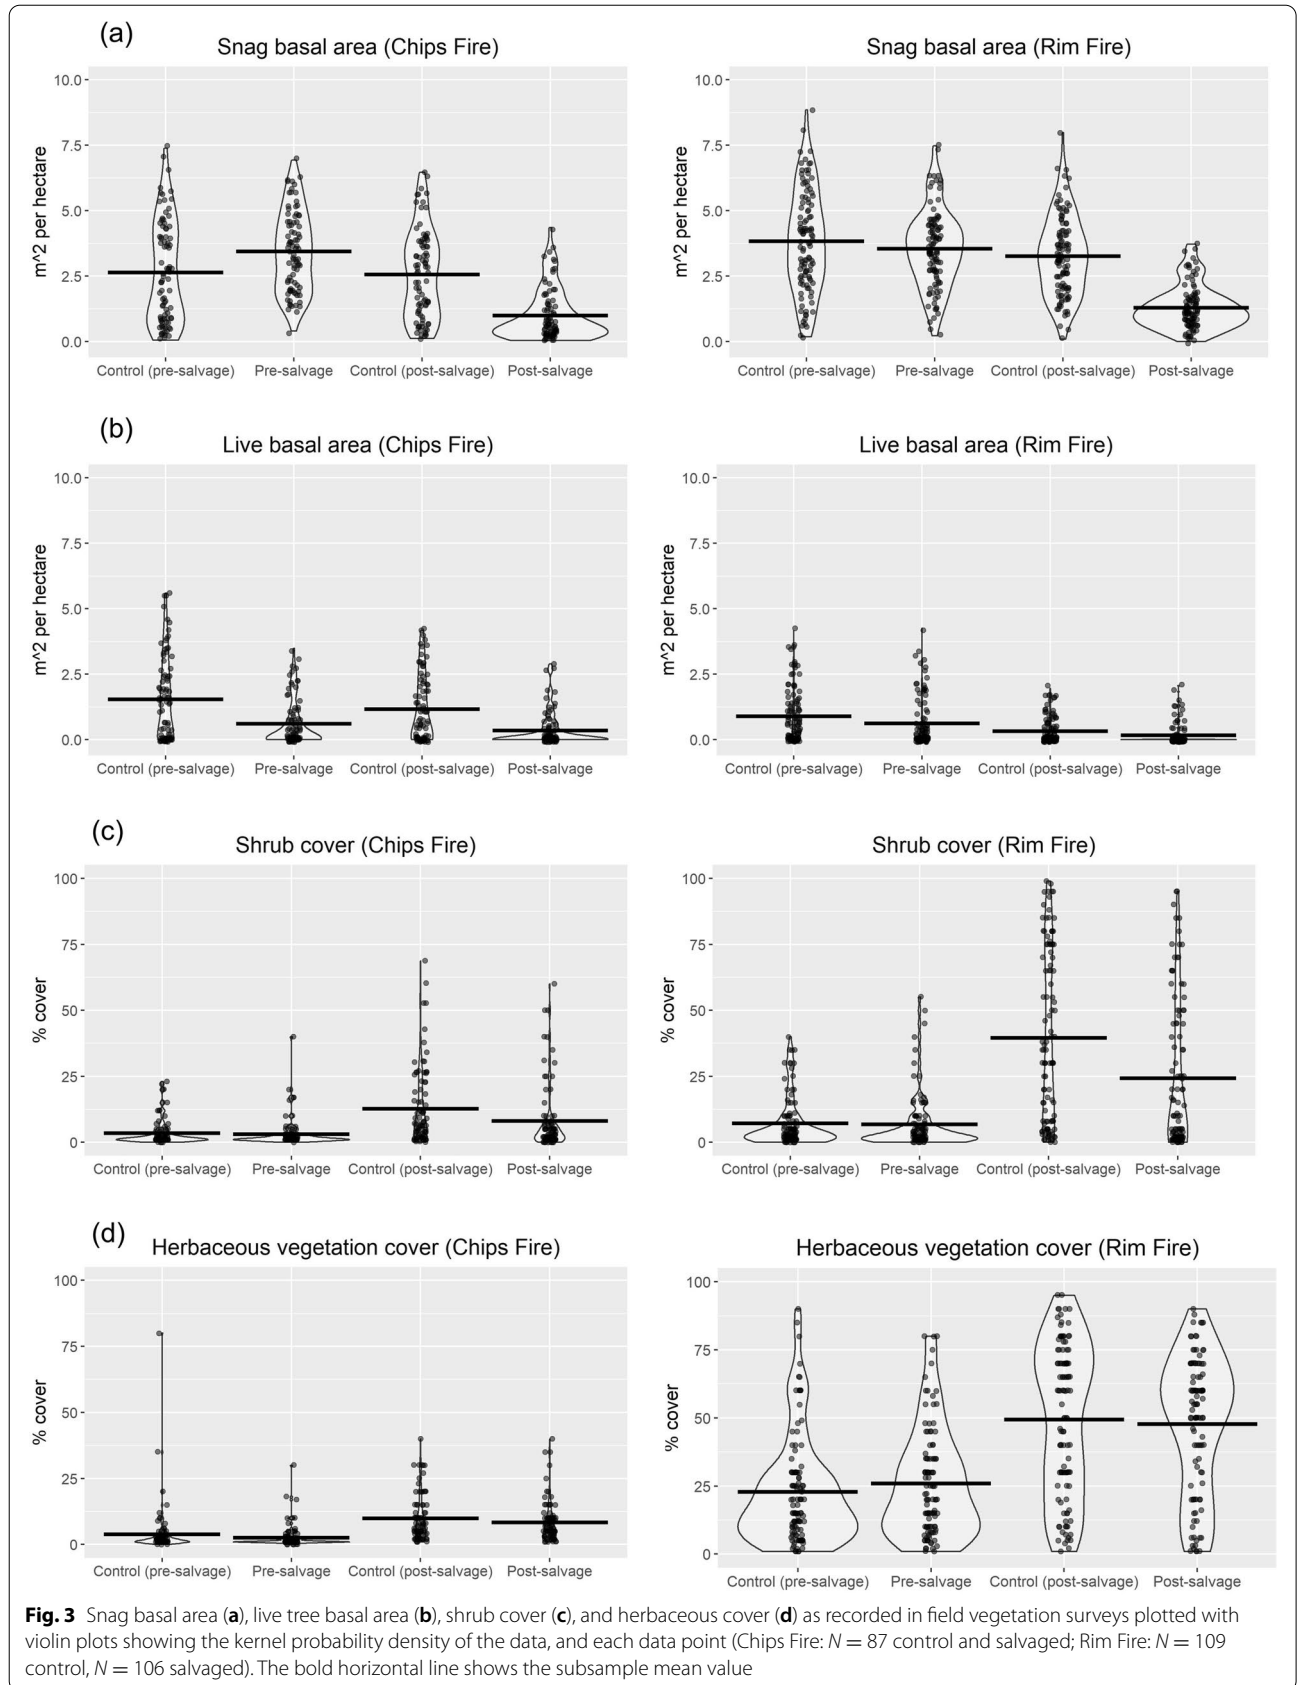 (a)
Snag basal area (Chips Fire)
Snag basal area (Rim Fire)
m^2 per hectare
10.0
7.5
5.0
2.5
0.0
Control (pre-salvage) Pre-salvage Control (post-salvage) Post-salvage
m^2 per hectare
10.0
7.5
5.0
2.5
0.0
Control (pre-salvage) Pre-salvage Control (post-salvage) Post-salvage
(b)
Live basal area (Chips Fire)
Live basal area (Rim Fire)
m^2 per hectare
10.0
7.5
5.0
2.5
0.0
Control (pre-salvage) Pre-salvage Control (post-salvage) Post-salvage
m^2 per hectare
10.0
7.5
5.0
2.5
0.0
Control (pre-salvage) Pre-salvage Control (post-salvage) Post-salvage
(c)
Shrub cover (Chips Fire)
Shrub cover (Rim Fire)
% cover
100
75
50
25
0
Control (pre-salvage) Pre-salvage Control (post-salvage) Post-salvage
% cover
100
75
50
25
0
Control (pre-salvage) Pre-salvage Control (post-salvage) Post-salvage
(d)
Herbaceous vegetation cover (Chips Fire)
Herbaceous vegetation cover (Rim Fire)
% cover
100
75
50
25
0
Control (pre-salvage) Pre-salvage Control (post-salvage) Post-salvage
% cover
100
75
50
25
0
Control (pre-salvage) Pre-salvage Control (post-salvage) Post-salvage
Fig. 3 Snag basal area (a), live tree basal area (b), shrub cover (c), and herbaceous cover (d) as recorded in field vegetation surveys plotted with
violin plots showing the kernel probability density of the data, and each data point (Chips Fire: N = 87 control and salvaged; Rim Fire: N = 109
control, N = 106 salvaged). The bold horizontal line shows the subsample mean value